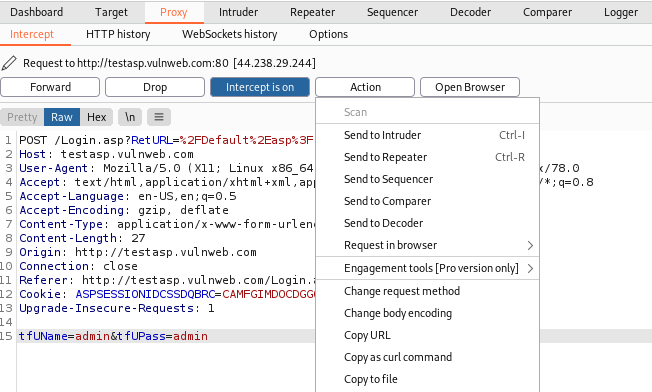 Dashboard Target Proxy Intruder Repeater Sequencer Decoder Comparer Logger
Intercept HTTP history WebSockets history Options
Request to http://testasp.vulnweb.com:80 [44.238.29.244]
Forward Drop Intercept is on Action Open Browser
Pretty Raw Hex \n
Scan
Send to Intruder Ctrl-I
Send to Repeater Ctrl-R
Send to Sequencer
Send to Comparer
Send to Decoder
Request in browser
Engagement tools [Pro version only]
Change request method
Change body encoding
Copy URL
Copy as curl command
Copy to file
1 POST /Login.asp?RetURL=%2FDefault%2Easp%3F
2 Host: testasp.vulnweb.com
3 User-Agent: Mozilla/5.0 (X11; Linux x86_64 x/78.0
4 Accept: text/html,application/xhtml+xml,app /*;q=0.8
5 Accept-Language: en-US,en;q=0.5
6 Accept-Encoding: gzip, deflate
7 Content-Type: application/x-www-form-urlenc
8 Content-Length: 27
9 Origin: http://testasp.vulnweb.com
10 Connection: close
11 Referer: http://testasp.vulnweb.com/Login.a
12 Cookie: ASPSESSIONIDCSSDQBRC=CAMFGIMDOCDGG
13 Upgrade-Insecure-Requests: 1
14
15 tfUName=admin&tfUPass=admin